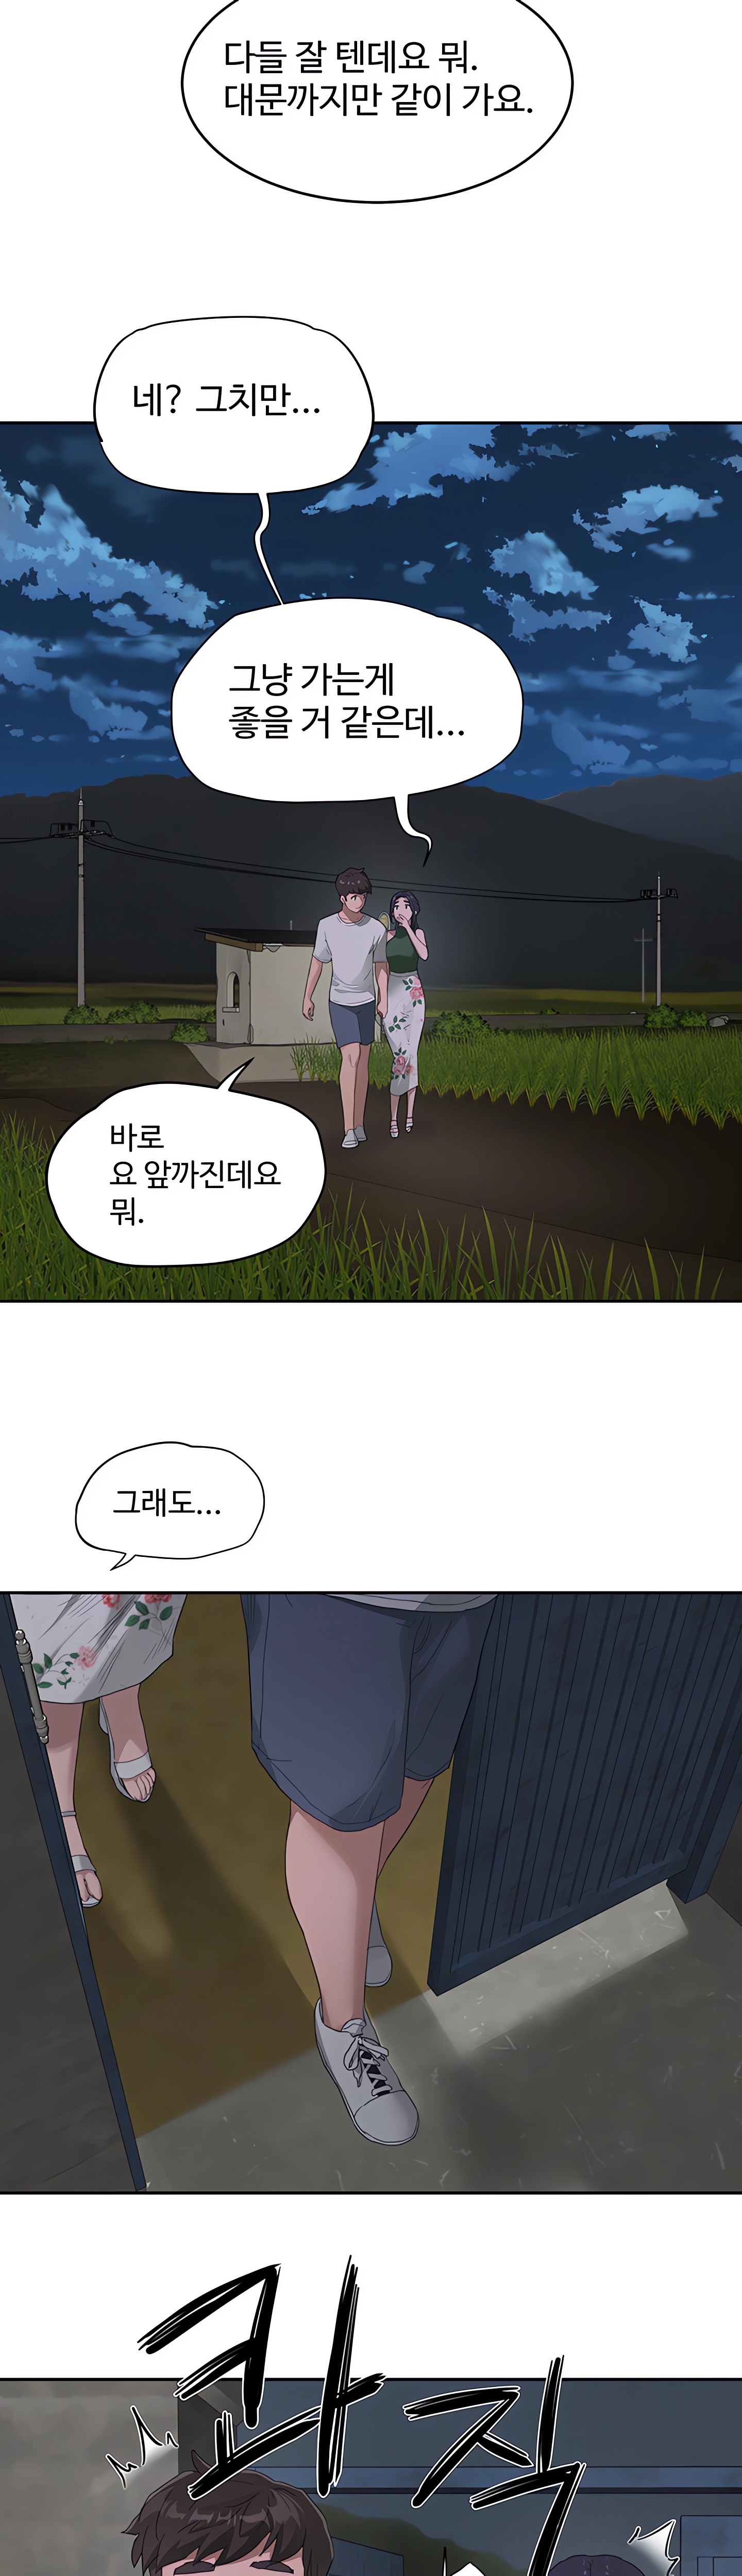 다들 잘 텐데요 뭐.
대문까지만 같이 가요.
네? 그치만...
그냥 가는게
좋을 거 같은데...
바로
요 앞까진데요
뭐.
그래도...